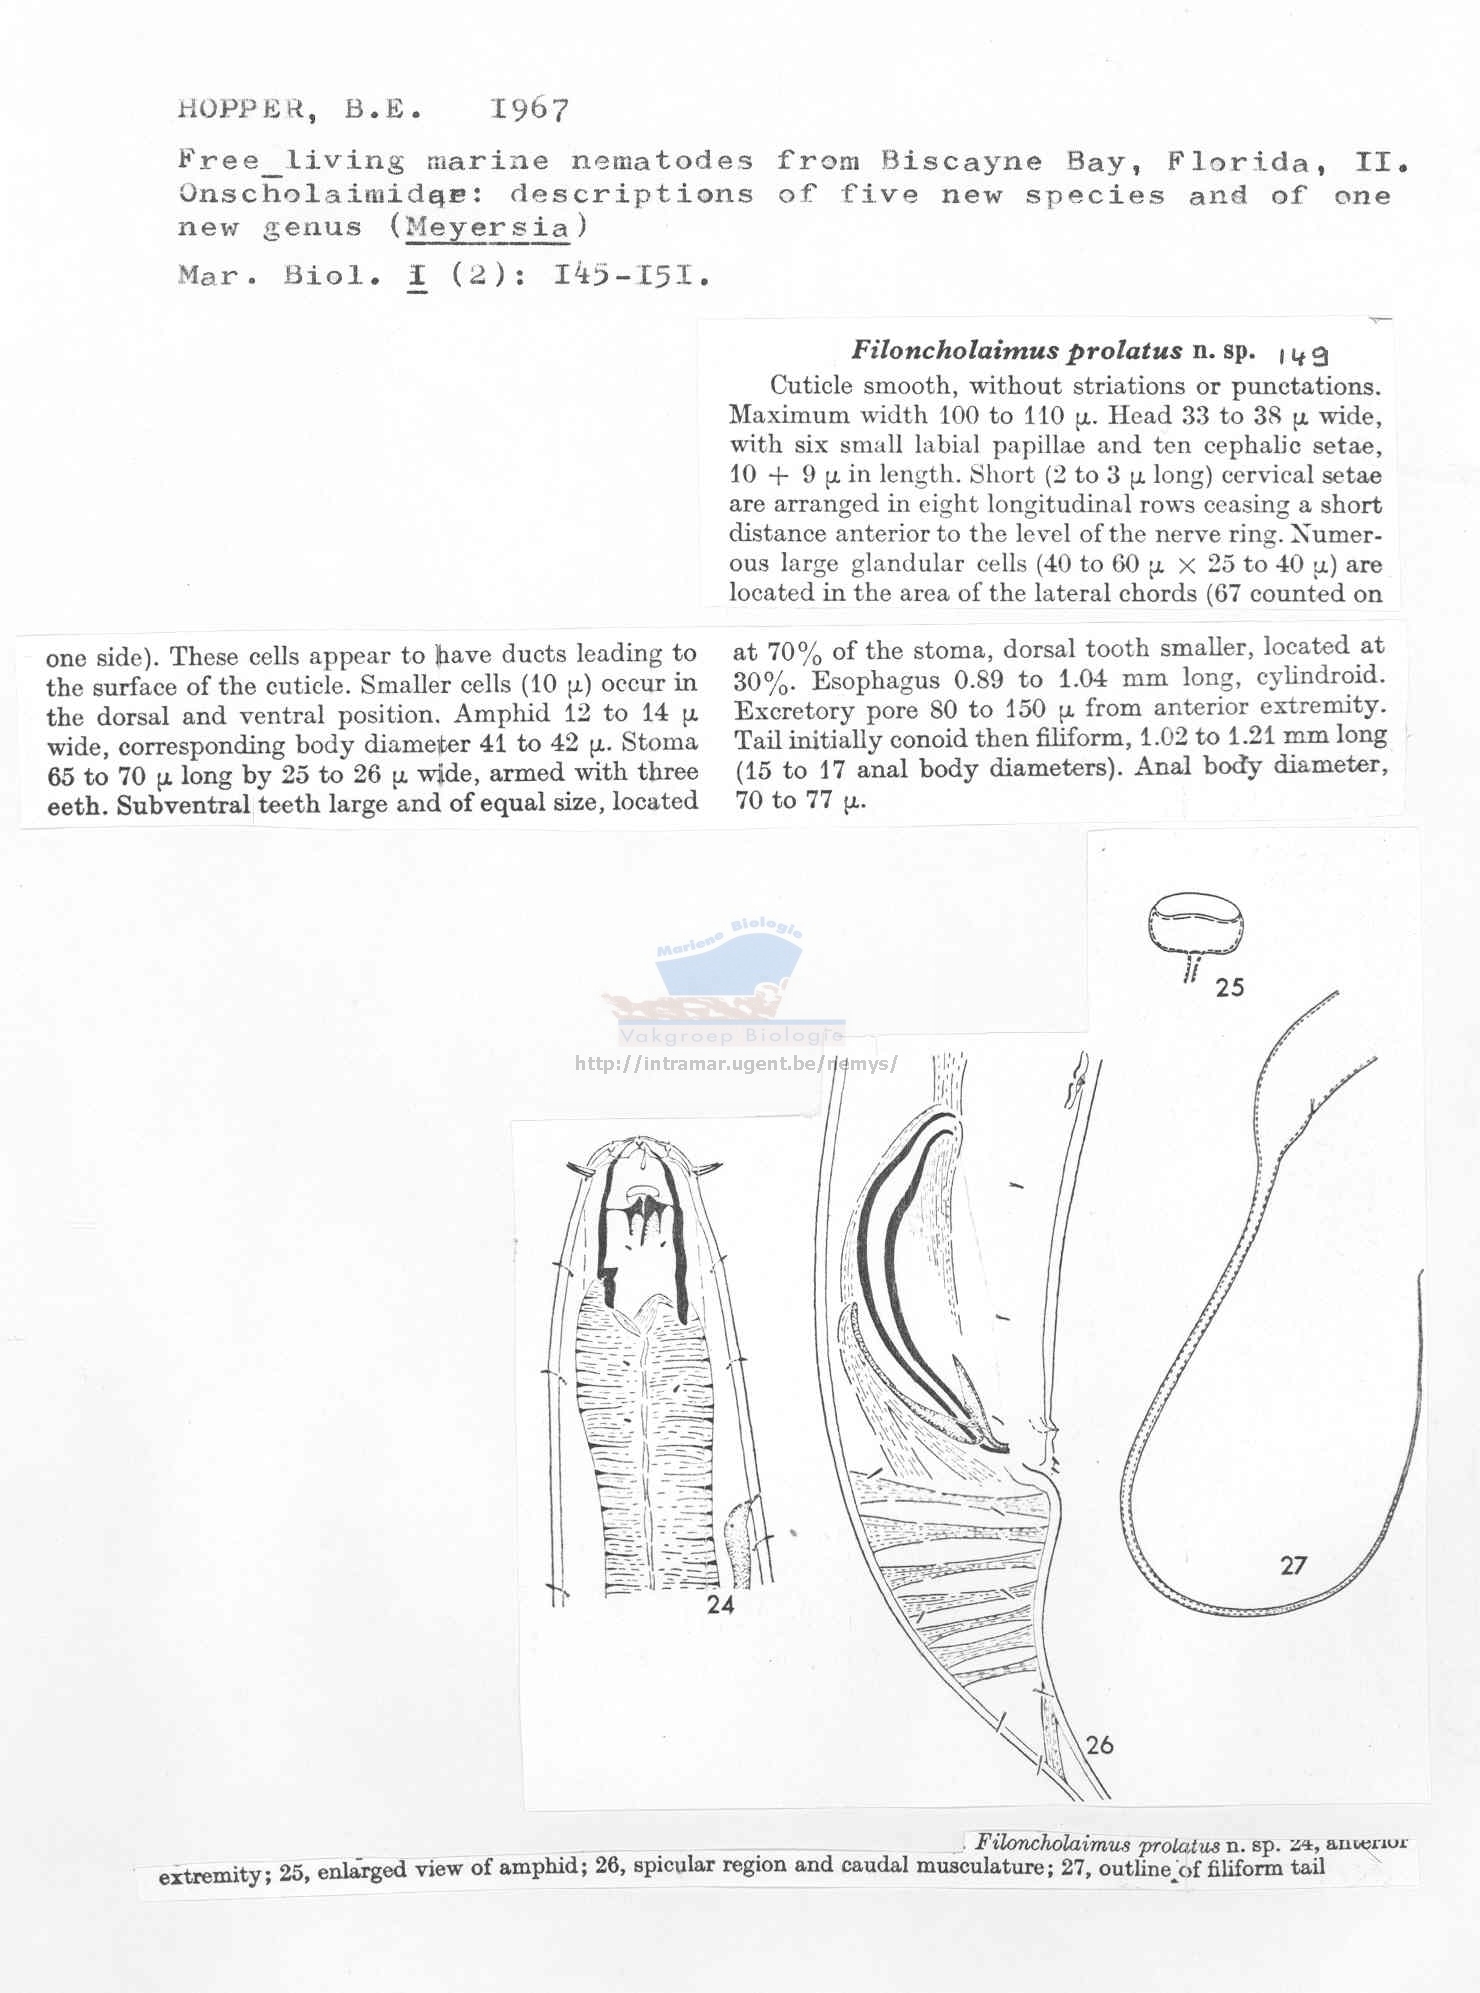 HOPPER, B.E. I967
Free_living marine nematodes from Biscayne Bay, Florida, II.
Onscholaimidae: descriptions of five new species and of one
new genus (Meyersia)
Mar. Biol. I (2): I45-I5I.
Filoncholaimus prolatus n. sp. 149
Cuticle smooth, without striations or punctations.
Maximum width 100 to 110 µ. Head 33 to 38 µ wide,
with six small labial papillae and ten cephalic setae,
10 + 9 µ in length. Short (2 to 3 µ long) cervical setae
are arranged in eight longitudinal rows ceasing a short
distance anterior to the level of the nerve ring. Numer-
ous large glandular cells (40 to 60 µ × 25 to 40 µ) are
located in the area of the lateral chords (67 counted on
one side). These cells appear to have ducts leading to
the surface of the cuticle. Smaller cells (10 µ) occur in
the dorsal and ventral position. Amphid 12 to 14 µ
wide, corresponding body diameter 41 to 42 µ. Stoma
65 to 70 µ long by 25 to 26 µ wide, armed with three
eeth. Subventral teeth large and of equal size, located
at 70% of the stoma, dorsal tooth smaller, located at
30%. Esophagus 0.89 to 1.04 mm long, cylindroid.
Excretory pore 80 to 150 µ from anterior extremity.
Tail initially conoid then filiform, 1.02 to 1.21 mm long
(15 to 17 anal body diameters). Anal body diameter,
70 to 77 µ.
25
Mariene Biologie
Vakgroep Biologie
http://intramar.ugent.be/nemys/
27
24
26
Filoncholaimus prolatus n. sp. 24, anterior
extremity; 25, enlarged view of amphid; 26, spicular region and caudal musculature; 27, outline of filiform tail